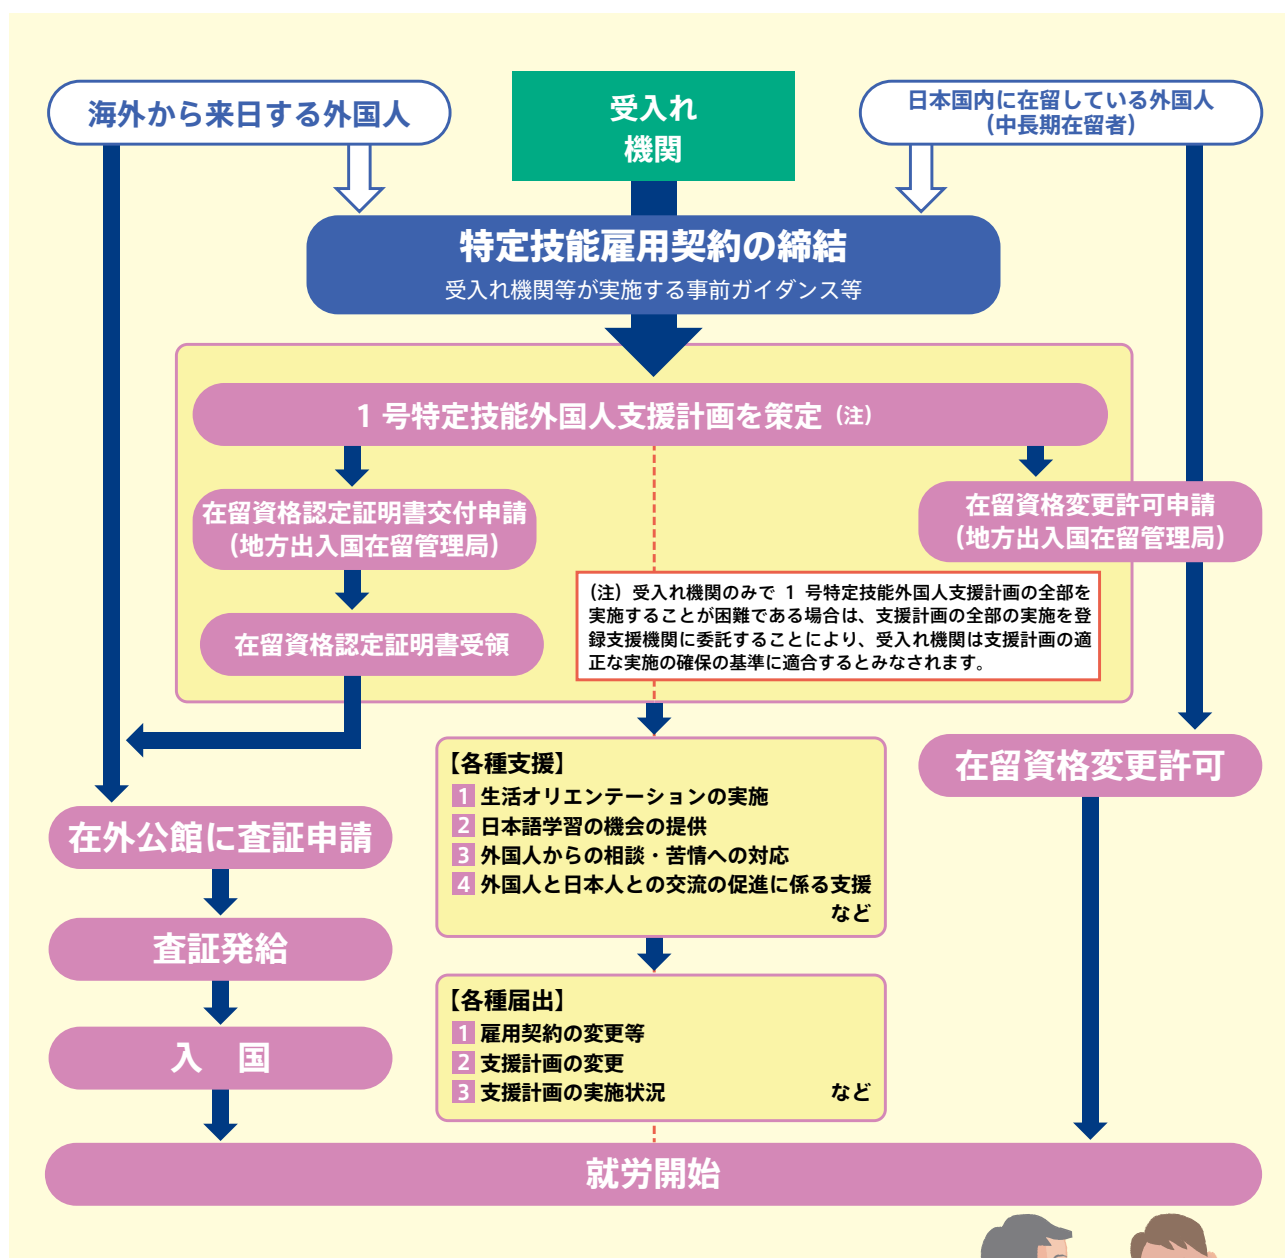 海外から来日する外国人
受入れ
機関
日本国内に在留している外国人
（中長期在留者）
特定技能雇用契約の締結
受入れ機関等が実施する事前ガイダンス等
1 号特定技能外国人支援計画を策定（注）
在留資格認定証明書交付申請
（地方出入国在留管理局）
在留資格認定証明書受領
在留資格変更許可申請
（地方出入国在留管理局）
（注）受入れ機関のみで 1 号特定技能外国人支援計画の全部を
実施することが困難である場合は、支援計画の全部の実施を登
録支援機関に委託することにより、受入れ機関は支援計画の適
正な実施の確保の基準に適合するとみなされます。
在留資格変更許可
【各種支援】
1 生活オリエンテーションの実施
2 日本語学習の機会の提供
3 外国人からの相談・苦情への対応
4 外国人と日本人との交流の促進に係る支援
など
在外公館に査証申請
査証発給
入　国
【各種届出】
1 雇用契約の変更等
2 支援計画の変更
3 支援計画の実施状況　など
就労開始